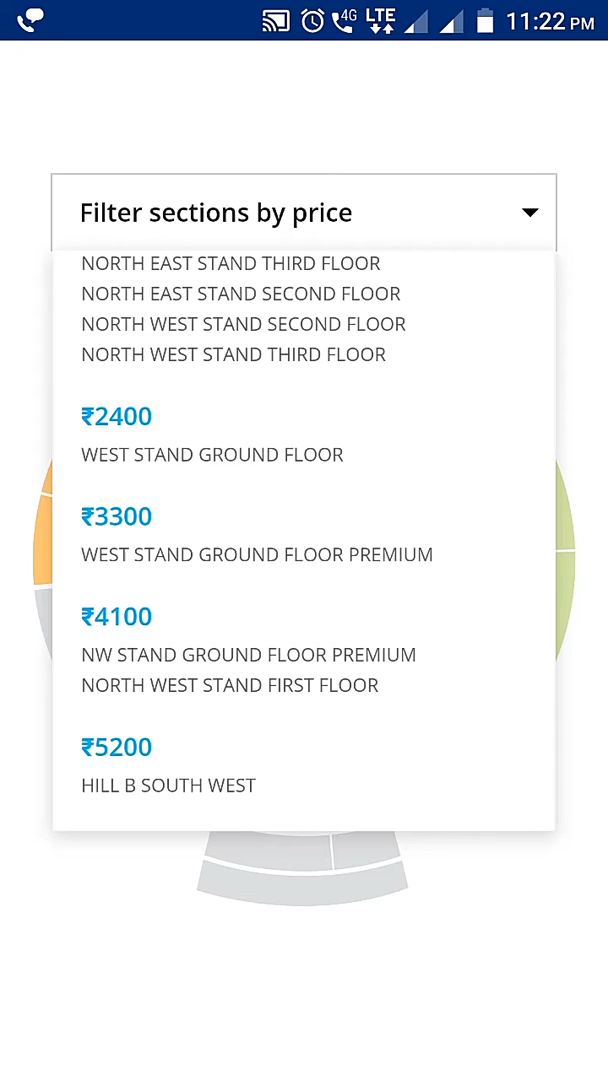 4G LTE 11:22 PM
Filter sections by price
NORTH EAST STAND THIRD FLOOR
NORTH EAST STAND SECOND FLOOR
NORTH WEST STAND SECOND FLOOR
NORTH WEST STAND THIRD FLOOR
₹2400
WEST STAND GROUND FLOOR
₹3300
WEST STAND GROUND FLOOR PREMIUM
₹4100
NW STAND GROUND FLOOR PREMIUM
NORTH WEST STAND FIRST FLOOR
₹5200
HILL B SOUTH WEST